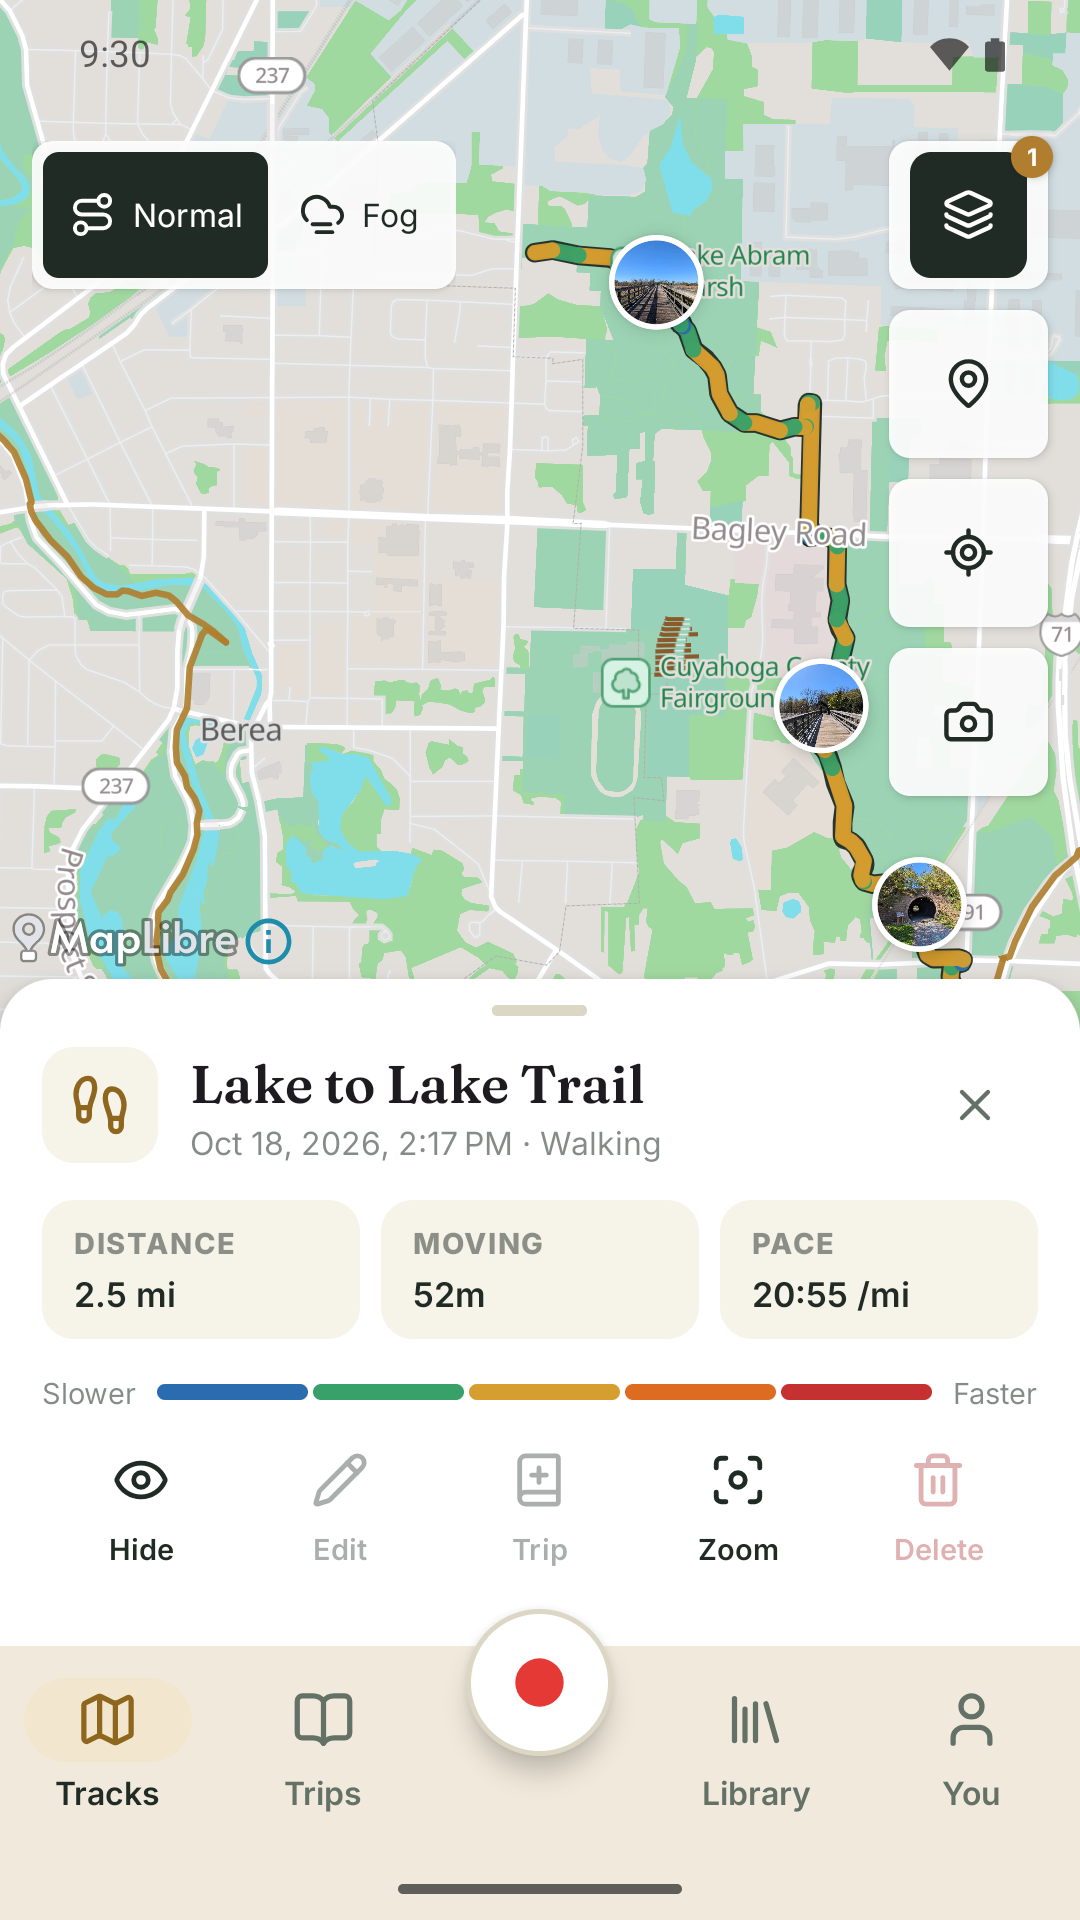 9:30
237
1
Normal
Fog
ke Abram
rsh
Bagley Road
71
Cuyahoga C ty
Fairgroun
Berea
237
91
MapLibre
Lake to Lake Trail
Oct 18, 2026, 2:17 PM · Walking
DISTANCE
2.5 mi
MOVING
52m
PACE
20:55 /mi
Slower
Faster
Hide
Edit
Trip
Zoom
Delete
Tracks
Trips
Library
You